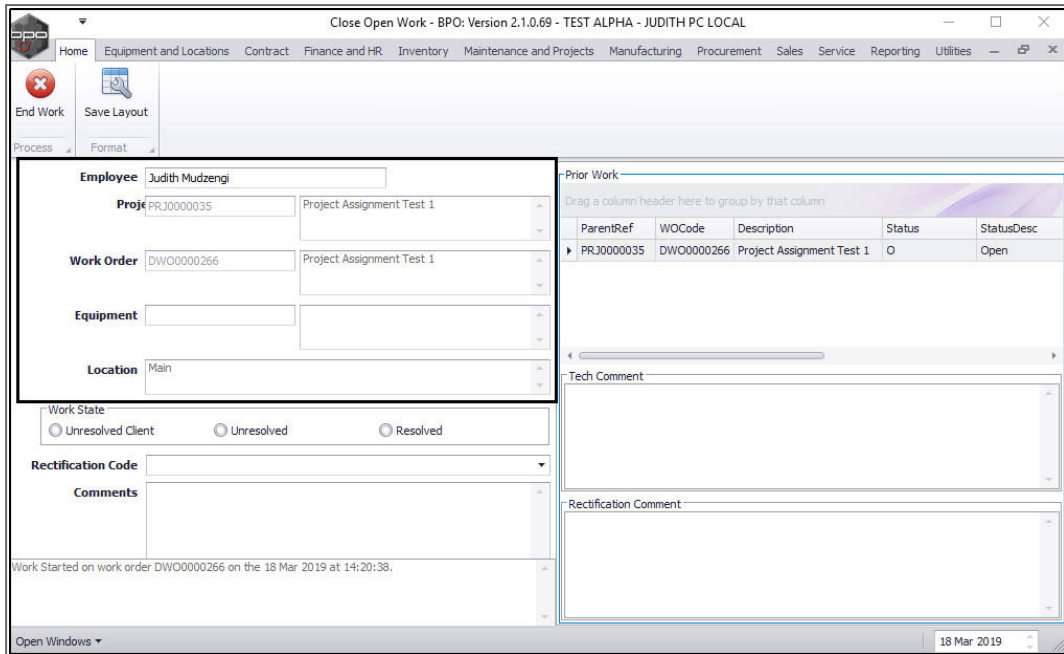 Close Open Work - BPO: Version 2.1.0.69 - TEST ALPHA - JUDITH PC LOCAL
bpo
Home Equipment and Locations Contract Finance and HR Inventory Maintenance and Projects Manufacturing Procurement Sales Service Reporting Utilities
End Work Save Layout
Process Format
Employee Judith Mudzengi
Proje PRJ0000035 Project Assignment Test 1
Work Order DWO0000266 Project Assignment Test 1
Equipment
Location Main
Work State
Unresolved Client Unresolved Resolved
Rectification Code
Comments
Work Started on work order DWO0000266 on the 18 Mar 2019 at 14:20:38.
Prior Work
Drag a column header here to group by that column
ParentRef WOCode Description Status StatusDesc
PRJ0000035 DWO0000266 Project Assignment Test 1 O Open
Tech Comment
Rectification Comment
Open Windows 18 Mar 2019